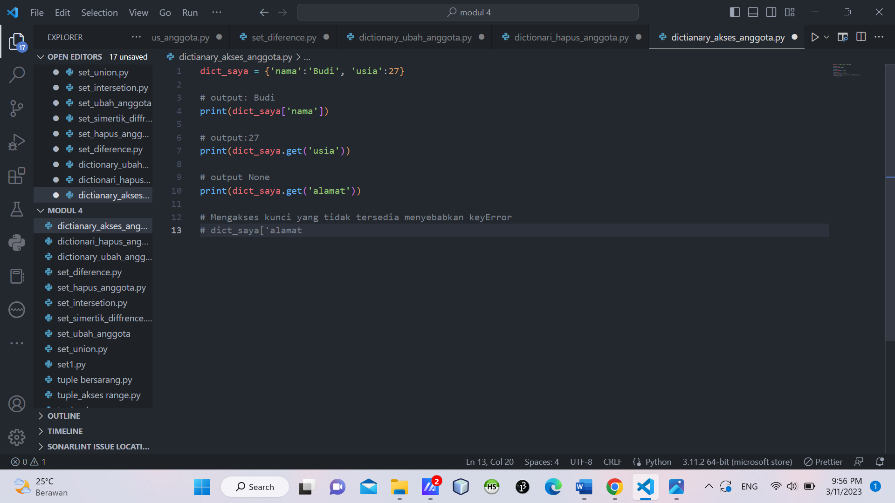 File Edit Selection View Go Run ··· modul 4
EXPLORER ··· us_anggota.py set_diference.py dictionary_ubah_anggota.py dictionari_hapus_anggota.py dictianary_akses_anggota.py
OPEN EDITORS 17 unsaved
set_union.py
set_intersetion.py
set_ubah_anggota
set_simertik_diffr...
set_hapus_angg...
set_diference.py
dictionary_ubah...
dictionari_hapus...
dictianary_akses...
MODUL 4
dictianary_akses_ang...
dictionari_hapus_ang...
dictionary_ubah_angg...
set_diference.py
set_hapus_anggota.py
set_intersetion.py
set_simertik_diffrence....
set_ubah_anggota
set_union.py
set1.py
tuple bersarang.py
tuple_akses range.py
OUTLINE
TIMELINE
SONARLINT ISSUE LOCATI...
17
dictianary_akses_anggota.py > ...
1 dict_saya = {'nama':'Budi', 'usia':27}
2
3 # output: Budi
4 print(dict_saya['nama'])
5
6 # output:27
7 print(dict_saya.get('usia'))
8
9 # output None
10 print(dict_saya.get('alamat'))
11
12 # Mengakses kunci yang tidak tersedia menyebabkan keyError
13 # dict_saya['alamat
0 1 Ln 13, Col 20 Spaces: 4 UTF-8 CRLF Python 3.11.2 64-bit (microsoft store) Prettier
25°C
Berawan
Search
2
HS
ENG
9:56 PM
3/11/2023
1